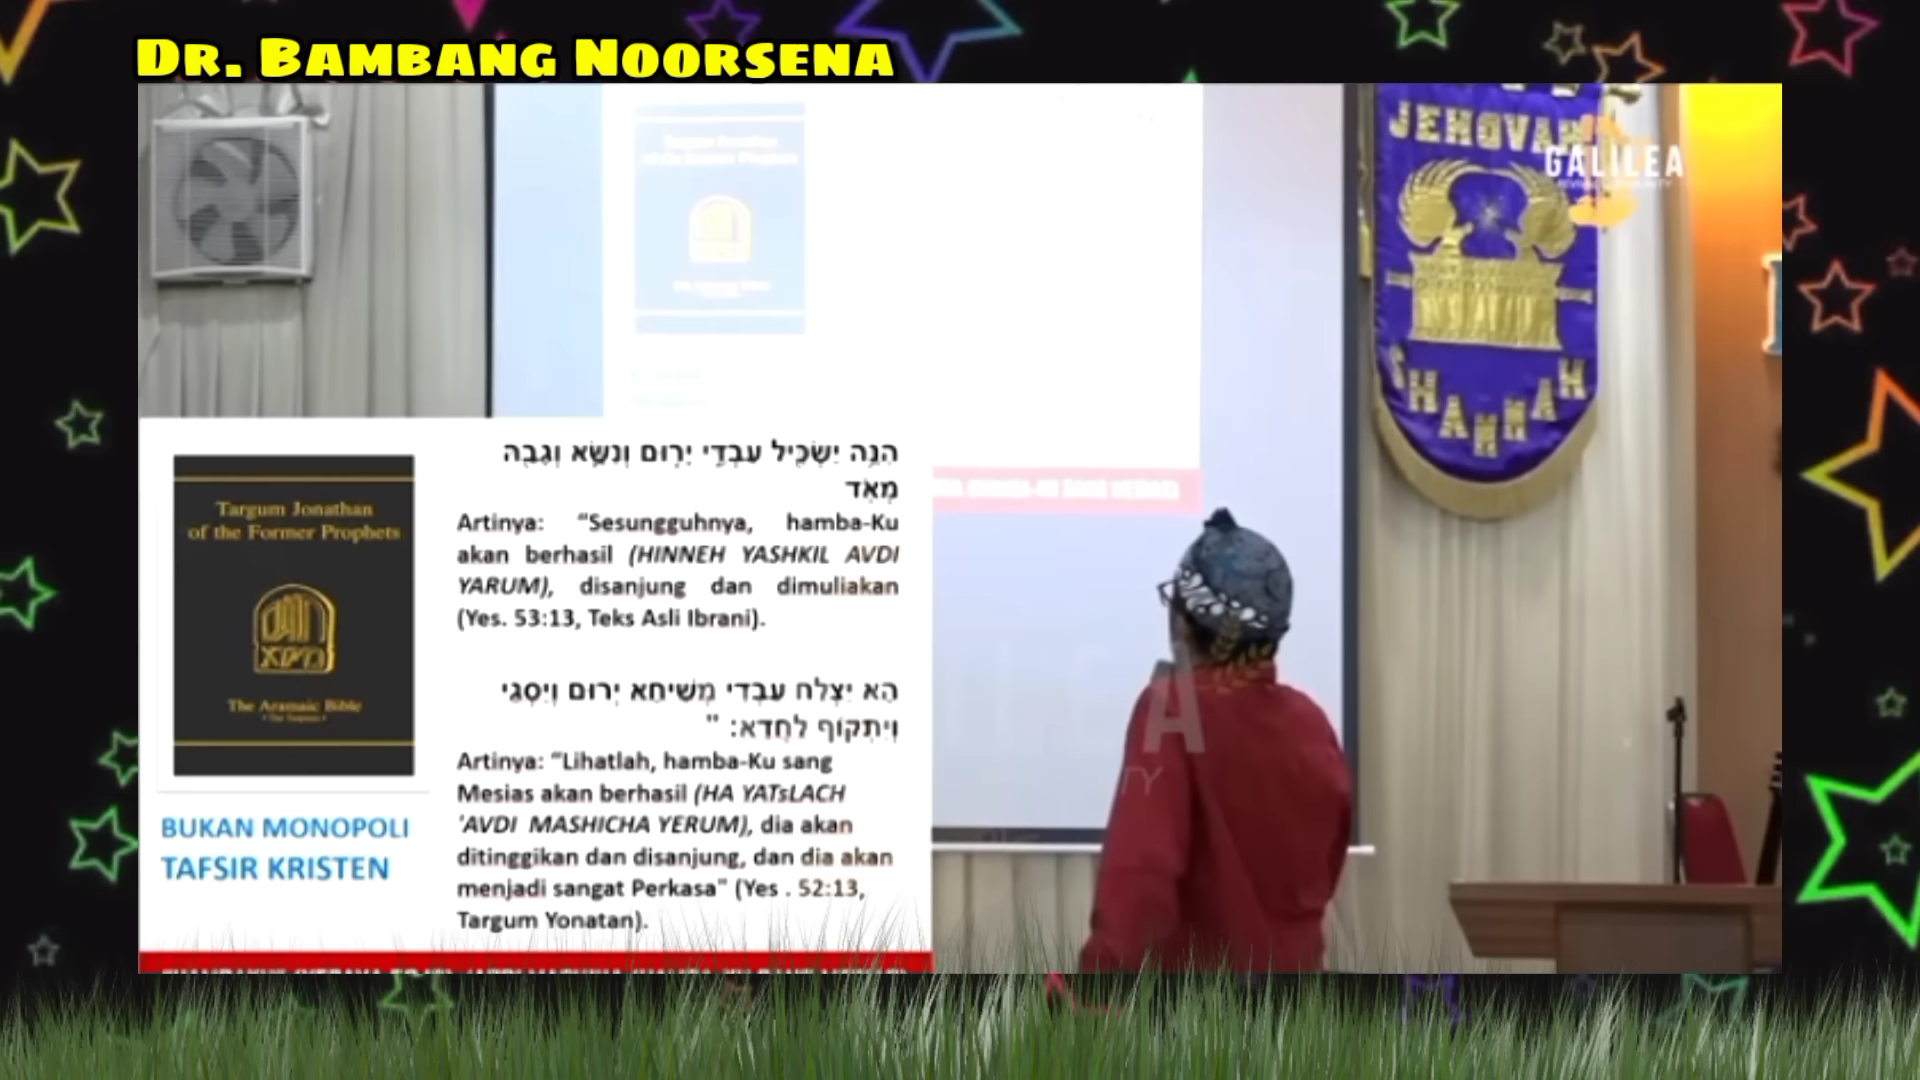 Dr. Bambang Noorsena
JEHOVAH
GALILEA
SHAMMAH
Targum Jonathan
of the Former Prophets
The Aramaic Bible
BUKAN MONOPOLI
TAFSIR KRISTEN
הִנֵּה יַשְׂכִּיל עַבְדִּי יָרוּם וְנִשָּׂא וְגָבַהּ
מְאֹד
Artinya: “Sesungguhnya, hamba-Ku
akan berhasil (HINNEH YASHKIL AVDI
YARUM), disanjung dan dimuliakan
(Yes. 53:13, Teks Asli Ibrani).
הָא יִצְלַח עַבְדִי מְשִׁיחָא יְרוּם וְיִסְגֵי
וְיִתְקוֹף לַחֲדָא: "
Artinya: “Lihatlah, hamba-Ku sang
Mesias akan berhasil (HA YATsLACH
'AVDI MASHICHA YERUM), dia akan
ditinggikan dan disanjung, dan dia akan
menjadi sangat Perkasa" (Yes . 52:13,
Targum Yonatan).